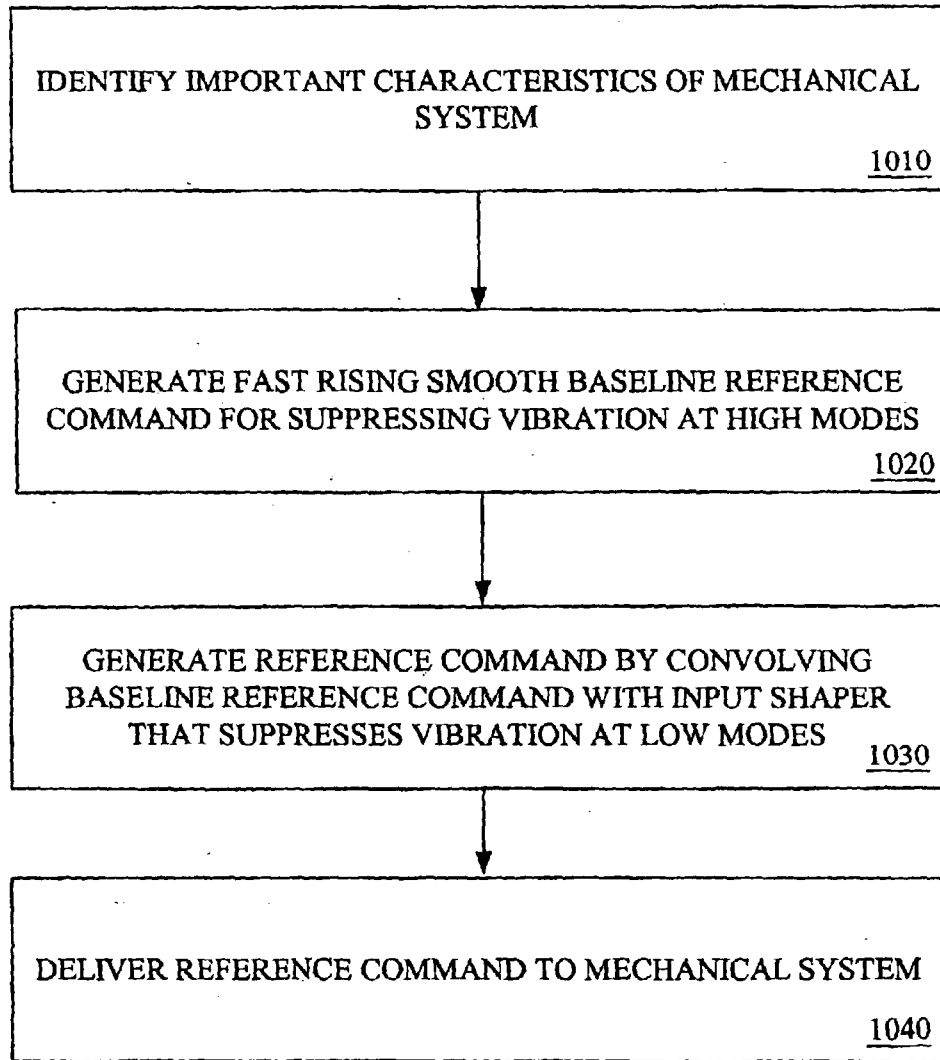 IDENTIFY IMPORTANT CHARACTERISTICS OF MECHANICAL
SYSTEM
1010
GENERATE FAST RISING SMOOTH BASELINE REFERENCE
COMMAND FOR SUPPRESSING VIBRATION AT HIGH MODES
1020
GENERATE REFERENCE COMMAND BY CONVOLVING
BASELINE REFERENCE COMMAND WITH INPUT SHAPER
THAT SUPPRESSES VIBRATION AT LOW MODES
1030
DELIVER REFERENCE COMMAND TO MECHANICAL SYSTEM
1040